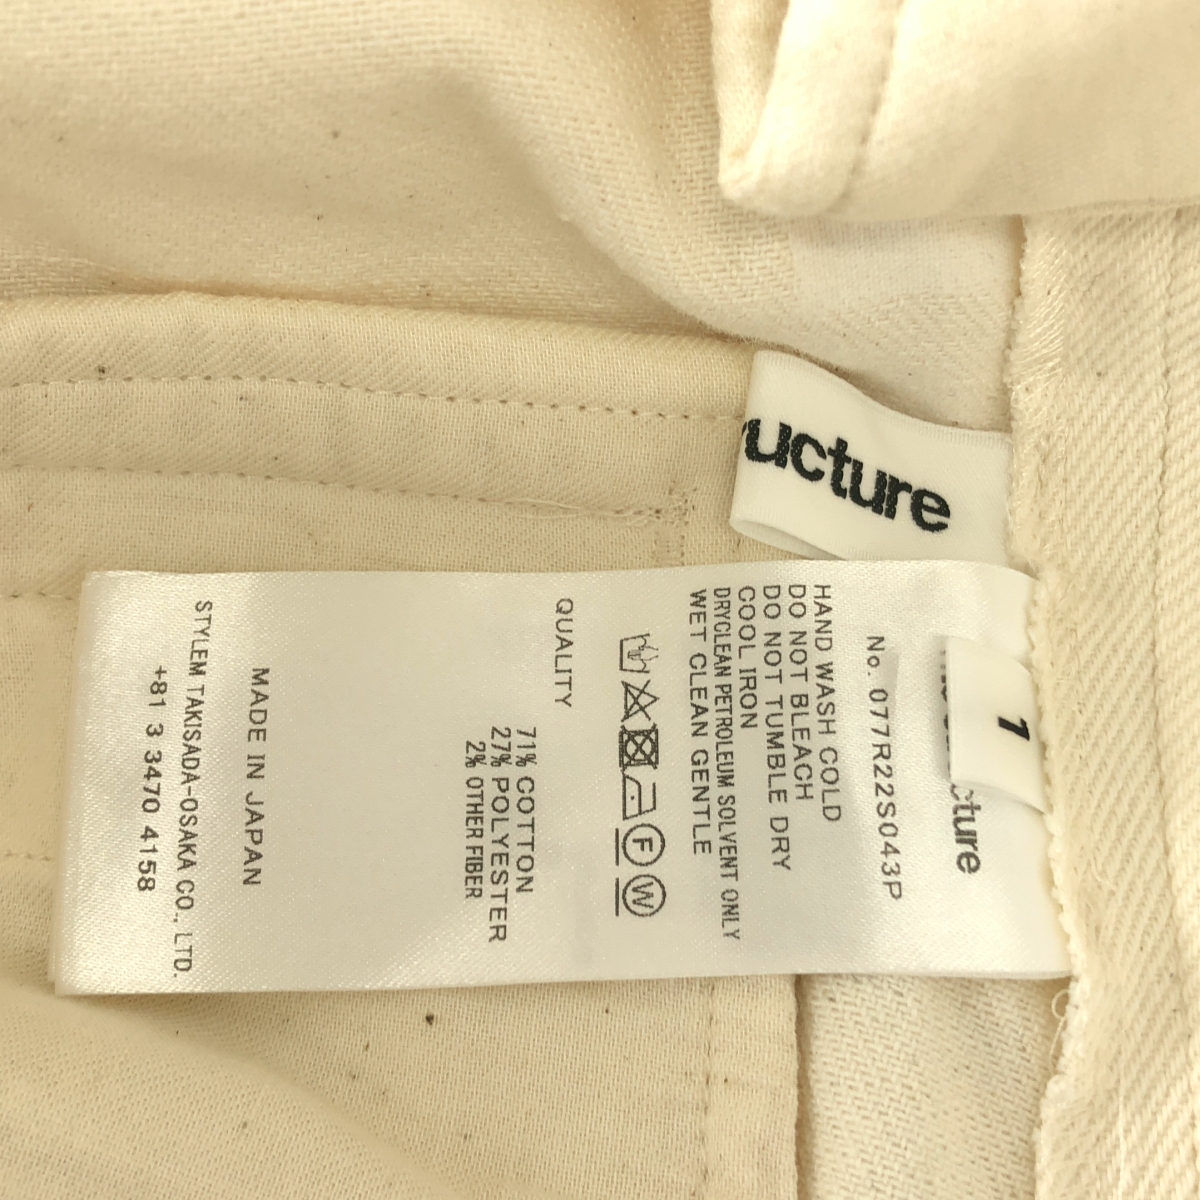 ucture
1
cture
No. 077R22S043P
HAND WASH COLD
DO NOT BLEACH
DO NOT TUMBLE DRY
COOL IRON
DRYCLEAN PETROLEUM SOLVENT ONLY
WET CLEAN GENTLE
F W
QUALITY
71% COTTON
27% POLYESTER
2% OTHER FIBER
MADE IN JAPAN
STYLEM TAKISADA-OSAKA CO., LTD.
+81 3 3470 4158